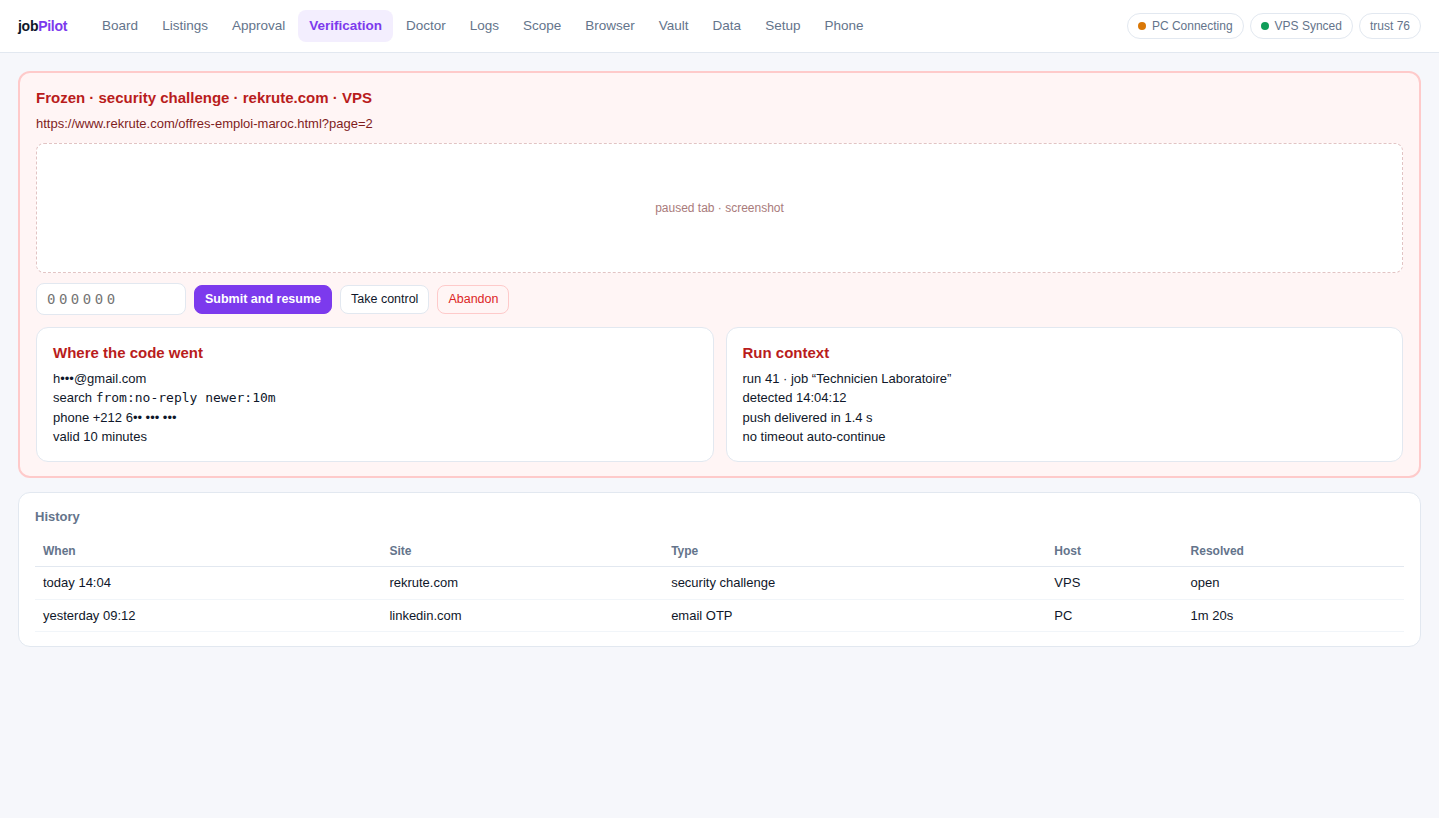 jobPilot Board Listings Approval Verification Doctor Logs Scope Browser Vault Data Setup Phone PC Connecting VPS Synced trust 76
Frozen · security challenge · rekrute.com · VPS
https://www.rekrute.com/offres-emploi-maroc.html?page=2
paused tab · screenshot
000000 Submit and resume Take control Abandon
Where the code went
h•••@gmail.com
search from:no-reply newer:10m
phone +212 6•• ••• •••
valid 10 minutes
Run context
run 41 · job “Technicien Laboratoire”
detected 14:04:12
push delivered in 1.4 s
no timeout auto-continue
History
When Site Type Host Resolved
today 14:04 rekrute.com security challenge VPS open
yesterday 09:12 linkedin.com email OTP PC 1m 20s